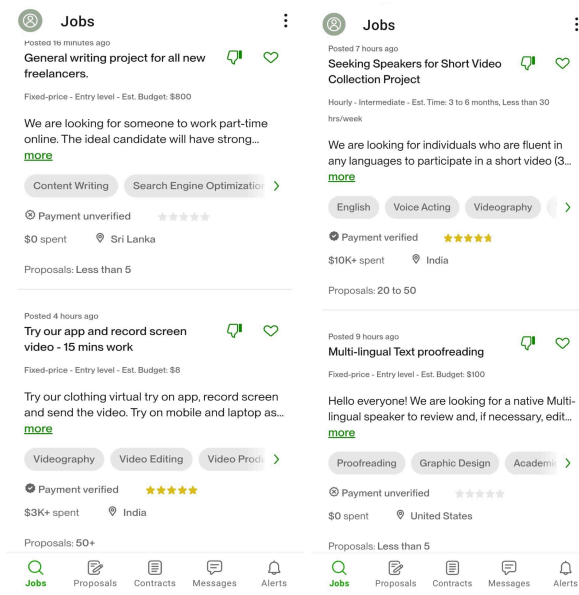 Jobs
Posted 16 minutes ago
General writing project for all new
freelancers.
Fixed-price - Entry level - Est. Budget: $800
We are looking for someone to work part-time
online. The ideal candidate will have strong...
more
Content Writing
Search Engine Optimization
Payment unverified
$0 spent
Sri Lanka
Proposals: Less than 5
Posted 4 hours ago
Try our app and record screen
video - 15 mins work
Fixed-price - Entry level - Est. Budget: $8
Try our clothing virtual try on app, record screen
and send the video. Try on mobile and laptop as...
more
Videography
Video Editing
Video Produ
Payment verified
$3K+ spent
India
Proposals: 50+
Jobs
Proposals
Contracts
Messages
Alerts
Jobs
Posted 7 hours ago
Seeking Speakers for Short Video
Collection Project
Hourly - Intermediate - Est. Time: 3 to 6 months, Less than 30
hrs/week
We are looking for individuals who are fluent in
any languages to participate in a short video (3...
more
English
Voice Acting
Videography
Payment verified
$10K+ spent
India
Proposals: 20 to 50
Posted 9 hours ago
Multi-lingual Text proofreading
Fixed-price - Entry level - Est. Budget: $100
Hello everyone! We are looking for a native Multi-
lingual speaker to review and, if necessary, edit...
more
Proofreading
Graphic Design
Academic
Payment unverified
$0 spent
United States
Proposals: Less than 5
Jobs
Proposals
Contracts
Messages
Alerts